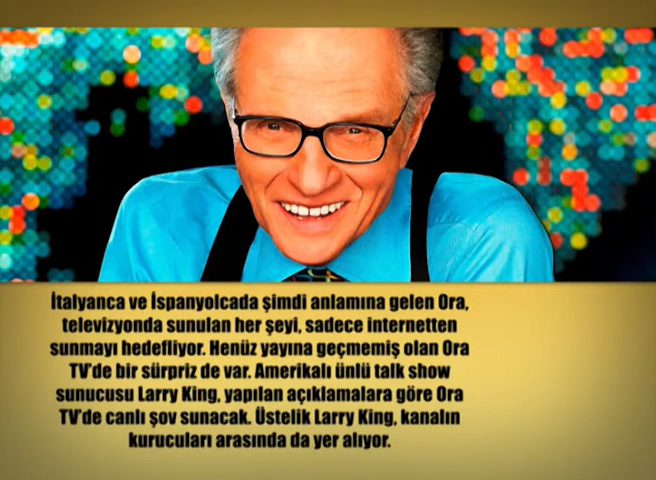 İtalyanca ve İspanyolcada şimdi anlamına gelen Ora,
televizyonda sunulan her şeyi, sadece internetten
sunmayı hedefliyor. Henüz yayına geçmemiş olan Ora
TV'de bir sürpriz de var. Amerikalı ünlü talk show
sunucusu Larry King, yapılan açıklamalara göre Ora
TV'de canlı şov sunacak. Üstelik Larry King, kanalın
kurucuları arasında da yer alıyor.